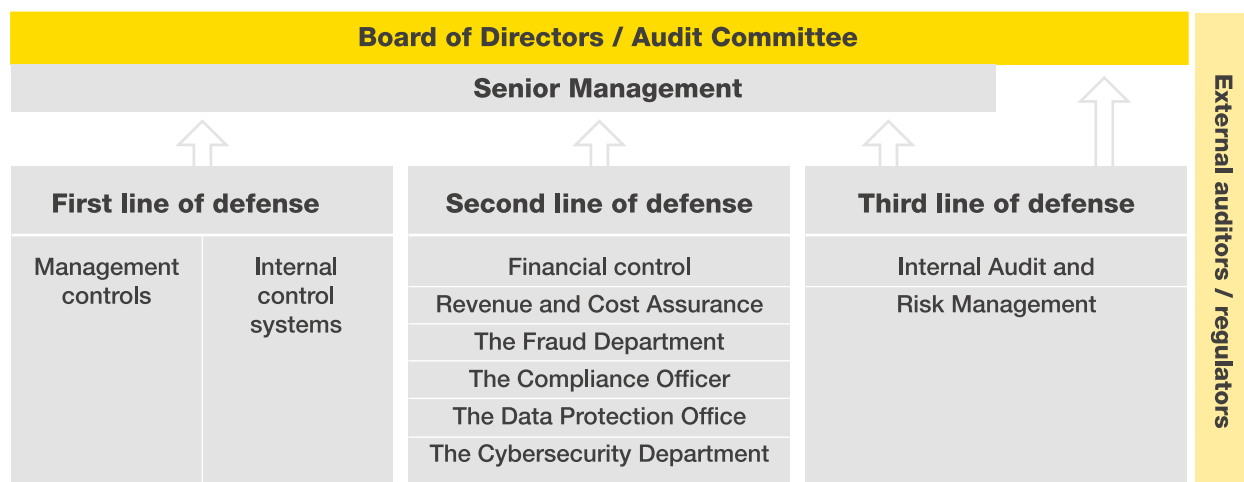 Board of Directors / Audit Committee
Senior Management
First line of defense
Management
controls
Internal
control
systems
Second line of defense
Financial control
Revenue and Cost Assurance
The Fraud Department
The Compliance Officer
The Data Protection Office
The Cybersecurity Department
Third line of defense
Internal Audit and
Risk Management
External auditors / regulators